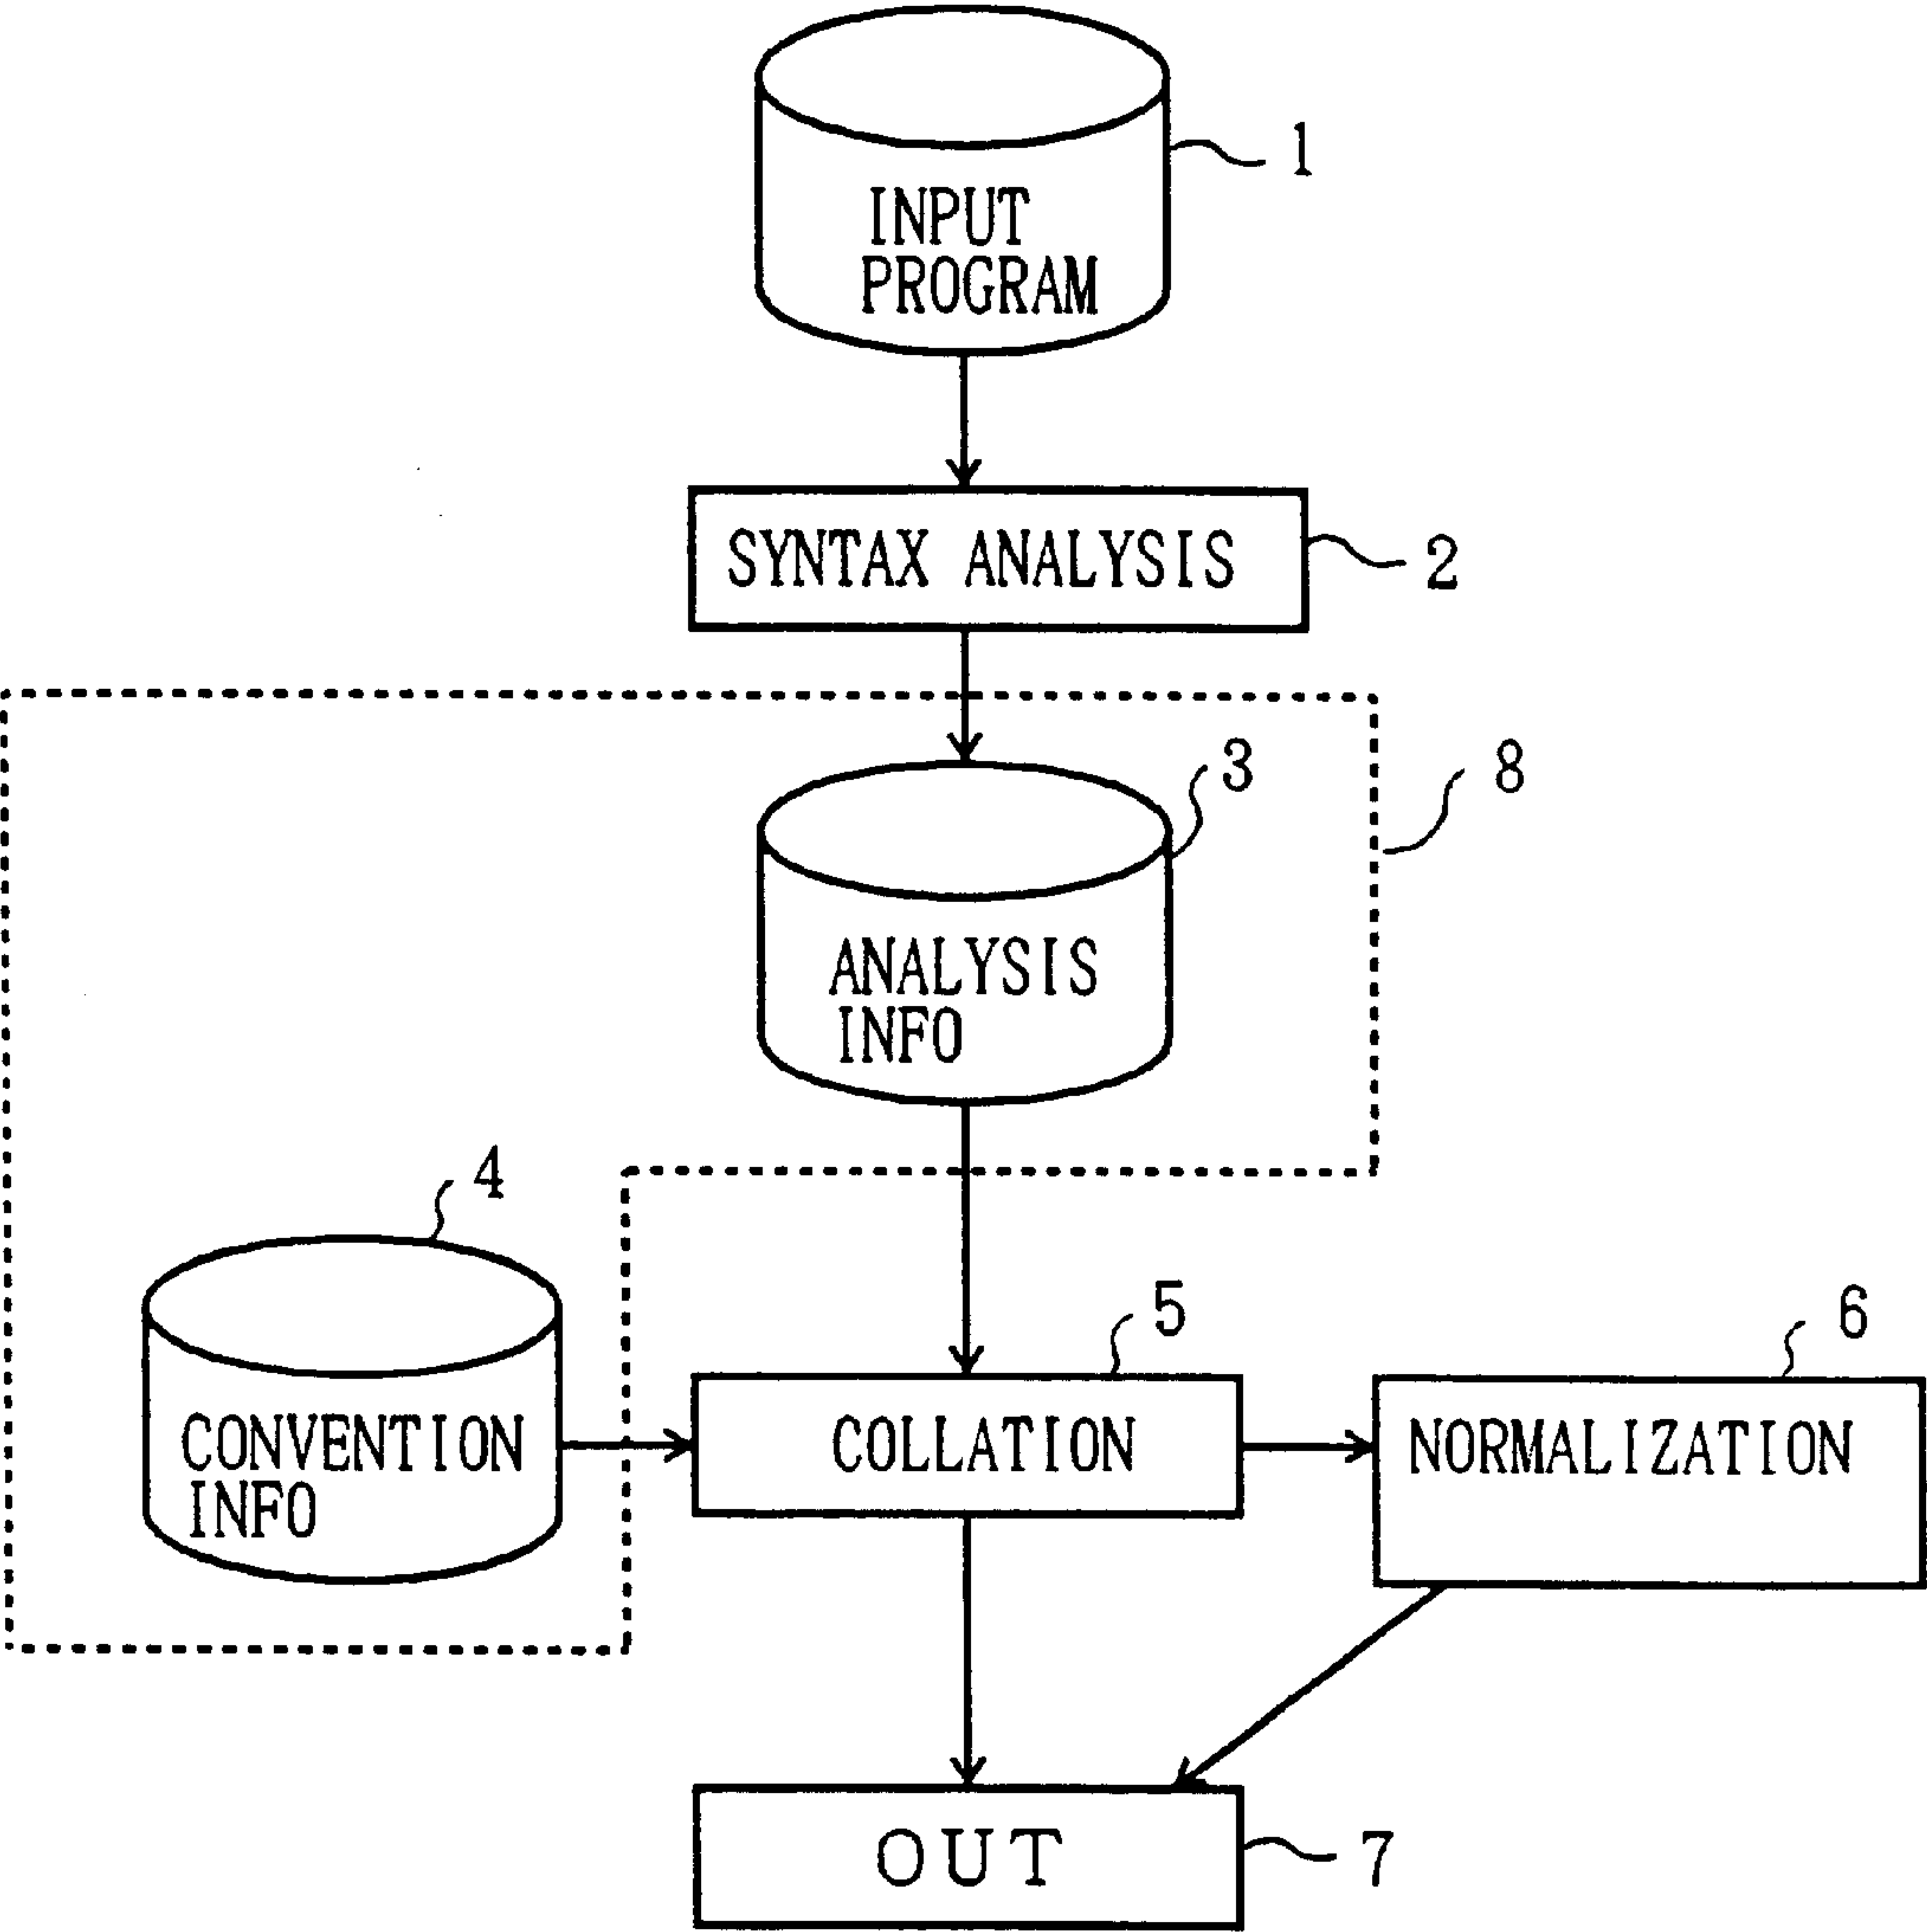 1
INPUT
PROGRAM
SYNTAX ANALYSIS
2
3
8
ANALYSIS
INFO
4
5
6
CONVENTION
INFO
COLLATION
NORMALIZATION
OUT
7